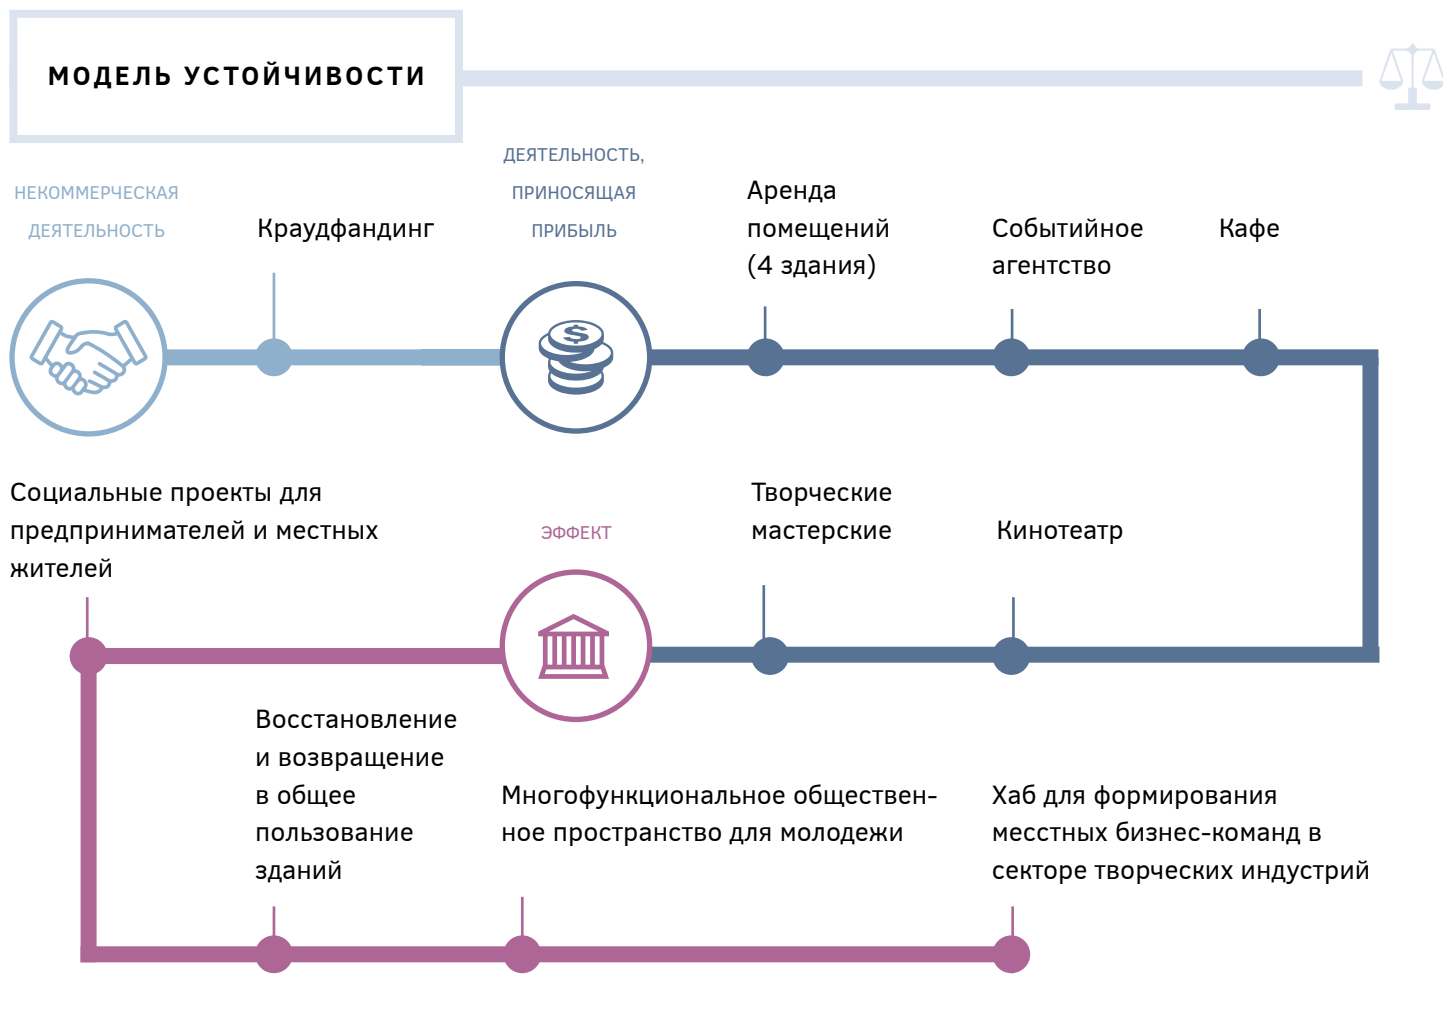 МОДЕЛЬ УСТОЙЧИВОСТИ
НЕКОММЕРЧЕСКАЯ
ДЕЯТЕЛЬНОСТЬ
Краудфандинг
ДЕЯТЕЛЬНОСТЬ,
ПРИНОСЯЩАЯ
ПРИБЫЛЬ
Аренда
помещений
(4 здания)
Событийное
агентство
Кафе
$
Социальные проекты для
предпринимателей и местных
жителей
ЭФФЕКТ
Творческие
мастерские
Кинотеатр
Восстановление
и возвращение
в общее
пользование
зданий
Многофункциональное обществен-
ное пространство для молодежи
Хаб для формирования
месстных бизнес-команд в
секторе творческих индустрий